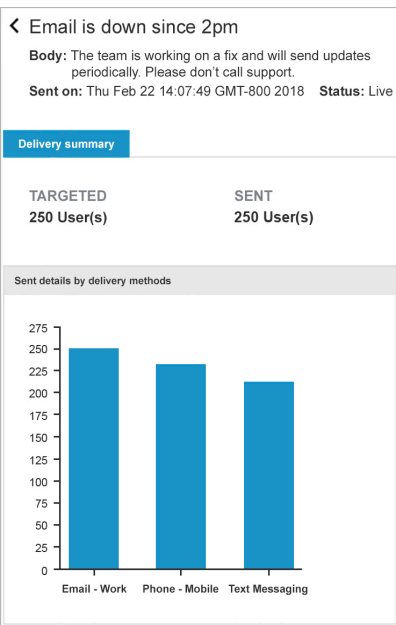 Email is down since 2pm
Body: The team is working on a fix and will send updates
periodically. Please don't call support.
Sent on: Thu Feb 22 14:07:49 GMT-800 2018 Status: Live
Delivery summary
TARGETED SENT
250 User(s) 250 User(s)
Sent details by delivery methods
275
250
225
200
175
150
125
100
75
50
25
0
Email - Work Phone - Mobile Text Messaging